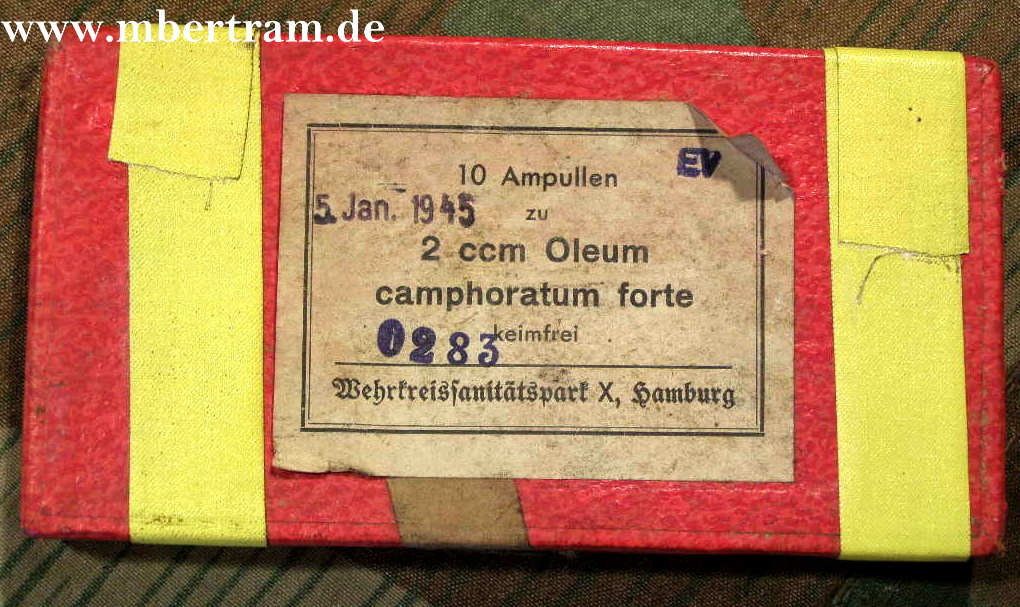 www.mbertram.de
10 Ampullen
EV
5. Jan. 1945
zu
2 ccm Oleum
camphoratum forte
keimfrei
0283
Wehrkreissanitätspark X, Hamburg